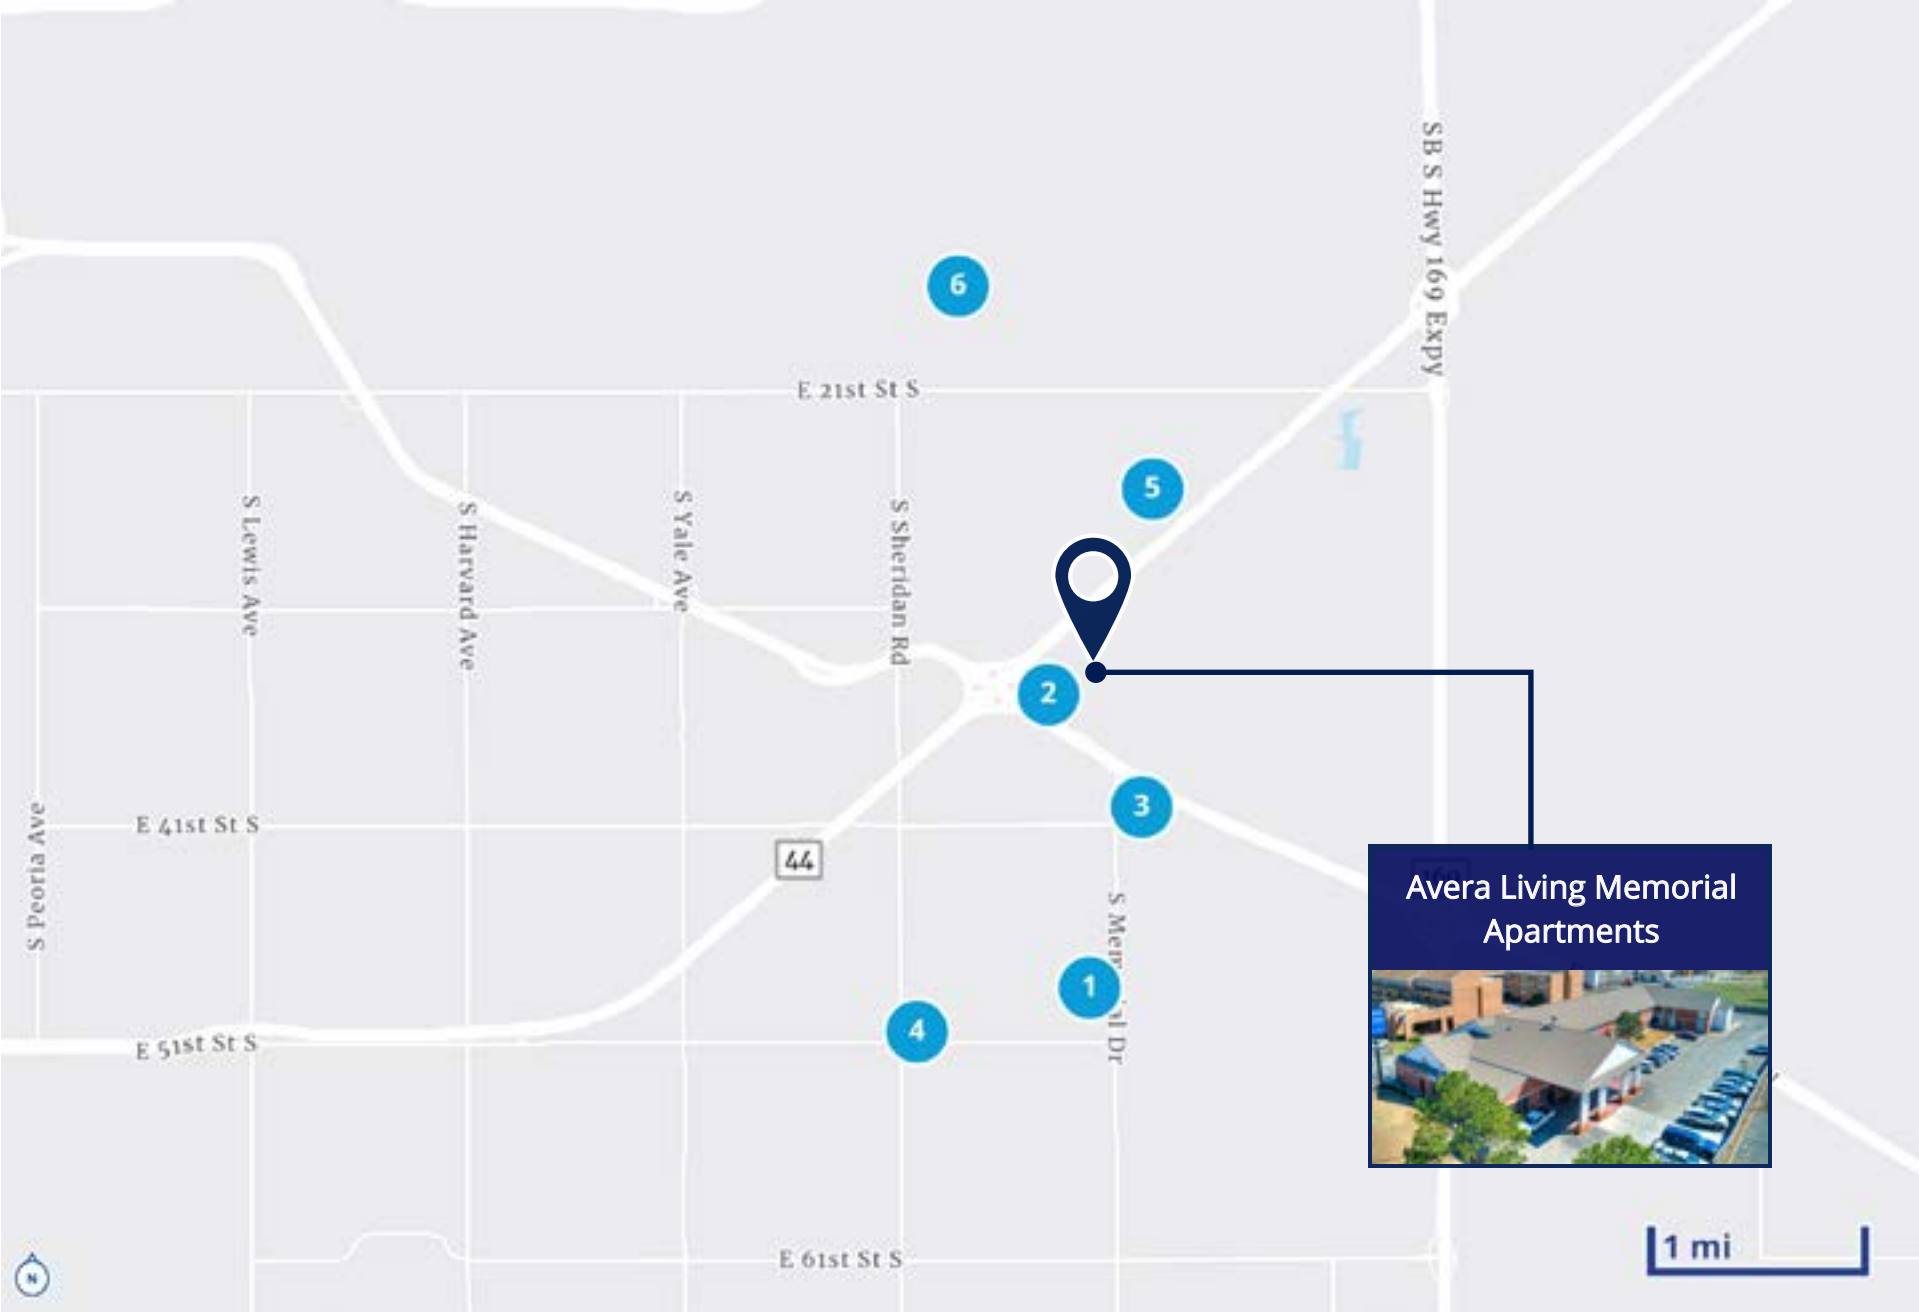 SB S Hwy 169 Expy
6
E 21st St S
5
S Lewis Ave
S Harvard Ave
S Yale Ave
S Sheridan Rd
2
3
S Peoria Ave
E 41st St S
44
Avera Living Memorial
Apartments
1
4
E 51st St S
E 61st St S
1 mi
N